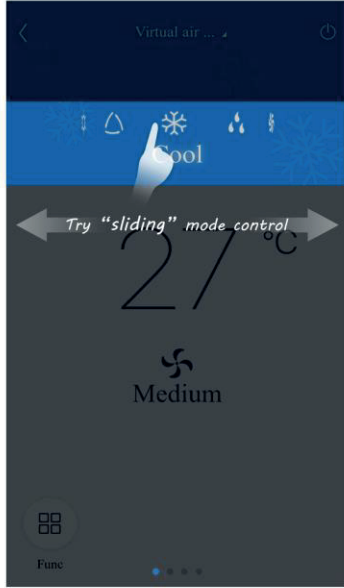 Virtual air ...
Cool
Try “sliding” mode control
27 °C
Medium
Func